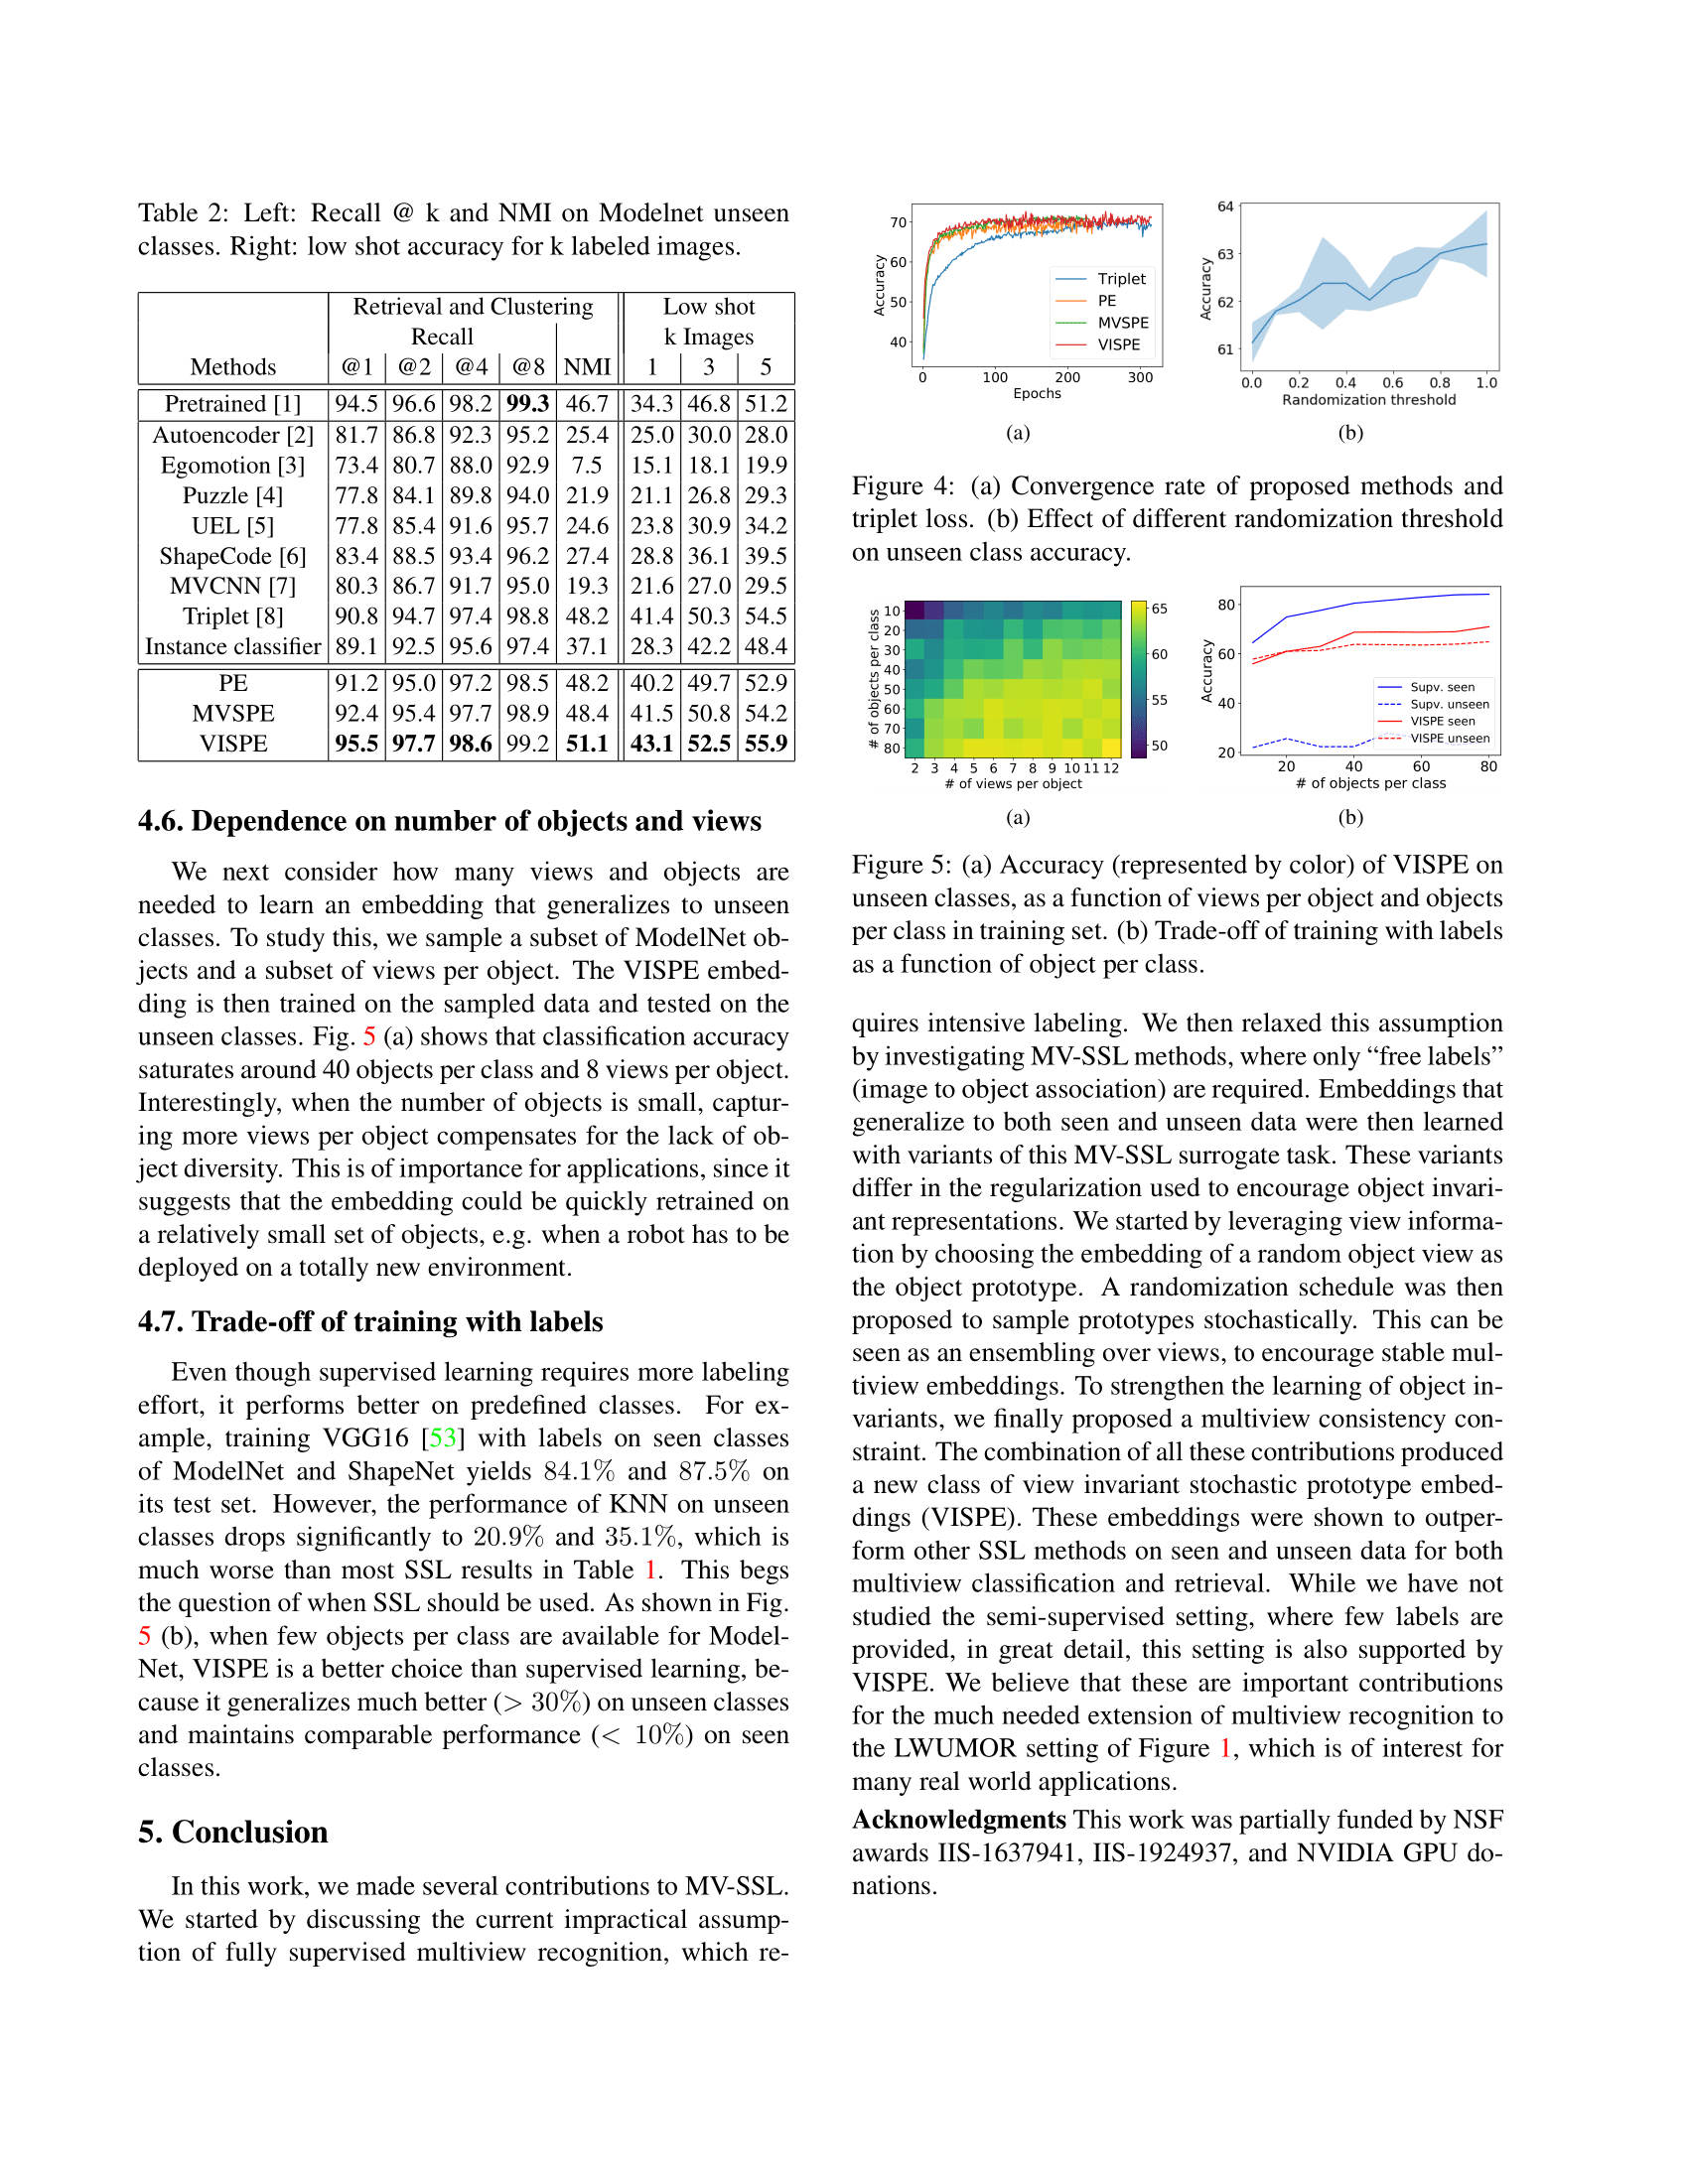 Table 2: Left: Recall @ k and NMI on Modelnet unseen
classes. Right: low shot accuracy for k labeled images.
Retrieval and Clustering Low shot
Recall k Images
Methods @1 @2 @4 @8 NMI 1 3 5
Pretrained [1] 94.5 96.6 98.2 99.3 46.7 34.3 46.8 51.2
Autoencoder [2] 81.7 86.8 92.3 95.2 25.4 25.0 30.0 28.0
Egomotion [3] 73.4 80.7 88.0 92.9 7.5 15.1 18.1 19.9
Puzzle [4] 77.8 84.1 89.8 94.0 21.9 21.1 26.8 29.3
UEL [5] 77.8 85.4 91.6 95.7 24.6 23.8 30.9 34.2
ShapeCode [6] 83.4 88.5 93.4 96.2 27.4 28.8 36.1 39.5
MVCNN [7] 80.3 86.7 91.7 95.0 19.3 21.6 27.0 29.5
Triplet [8] 90.8 94.7 97.4 98.8 48.2 41.4 50.3 54.5
Instance classifier 89.1 92.5 95.6 97.4 37.1 28.3 42.2 48.4
PE 91.2 95.0 97.2 98.5 48.2 40.2 49.7 52.9
MVSPE 92.4 95.4 97.7 98.9 48.4 41.5 50.8 54.2
VISPE 95.5 97.7 98.6 99.2 51.1 43.1 52.5 55.9
4.6. Dependence on number of objects and views
We next consider how many views and objects are
needed to learn an embedding that generalizes to unseen
classes. To study this, we sample a subset of ModelNet ob-
jects and a subset of views per object. The VISPE embed-
ding is then trained on the sampled data and tested on the
unseen classes. Fig. 5 (a) shows that classification accuracy
saturates around 40 objects per class and 8 views per object.
Interestingly, when the number of objects is small, captur-
ing more views per object compensates for the lack of ob-
ject diversity. This is of importance for applications, since it
suggests that the embedding could be quickly retrained on
a relatively small set of objects, e.g. when a robot has to be
deployed on a totally new environment.
4.7. Trade-off of training with labels
Even though supervised learning requires more labeling
effort, it performs better on predefined classes. For ex-
ample, training VGG16 [53] with labels on seen classes
of ModelNet and ShapeNet yields 84.1% and 87.5% on
its test set. However, the performance of KNN on unseen
classes drops significantly to 20.9% and 35.1%, which is
much worse than most SSL results in Table 1. This begs
the question of when SSL should be used. As shown in Fig.
5 (b), when few objects per class are available for Model-
Net, VISPE is a better choice than supervised learning, be-
cause it generalizes much better (> 30%) on unseen classes
and maintains comparable performance (< 10%) on seen
classes.
5. Conclusion
In this work, we made several contributions to MV-SSL.
We started by discussing the current impractical assump-
tion of fully supervised multiview recognition, which re-
70
60
50
40
Accuracy
Triplet
PE
MVSPE
VISPE
0 100 200 300
Epochs
(a)
64
63
62
61
Accuracy
0.0 0.2 0.4 0.6 0.8 1.0
Randomization threshold
(b)
Figure 4: (a) Convergence rate of proposed methods and
triplet loss. (b) Effect of different randomization threshold
on unseen class accuracy.
# of objects per class
10
20
30
40
50
60
70
80
2 3 4 5 6 7 8 9 10 11 12
# of views per object
65
60
55
50
(a)
80
60
40
20
Accuracy
Supv. seen
Supv. unseen
VISPE seen
VISPE unseen
20 40 60 80
# of objects per class
(b)
Figure 5: (a) Accuracy (represented by color) of VISPE on
unseen classes, as a function of views per object and objects
per class in training set. (b) Trade-off of training with labels
as a function of object per class.
quires intensive labeling. We then relaxed this assumption
by investigating MV-SSL methods, where only “free labels”
(image to object association) are required. Embeddings that
generalize to both seen and unseen data were then learned
with variants of this MV-SSL surrogate task. These variants
differ in the regularization used to encourage object invari-
ant representations. We started by leveraging view informa-
tion by choosing the embedding of a random object view as
the object prototype. A randomization schedule was then
proposed to sample prototypes stochastically. This can be
seen as an ensembling over views, to encourage stable mul-
tiview embeddings. To strengthen the learning of object in-
variants, we finally proposed a multiview consistency con-
straint. The combination of all these contributions produced
a new class of view invariant stochastic prototype embed-
dings (VISPE). These embeddings were shown to outper-
form other SSL methods on seen and unseen data for both
multiview classification and retrieval. While we have not
studied the semi-supervised setting, where few labels are
provided, in great detail, this setting is also supported by
VISPE. We believe that these are important contributions
for the much needed extension of multiview recognition to
the LWUMOR setting of Figure 1, which is of interest for
many real world applications.
Acknowledgments This work was partially funded by NSF
awards IIS-1637941, IIS-1924937, and NVIDIA GPU do-
nations.